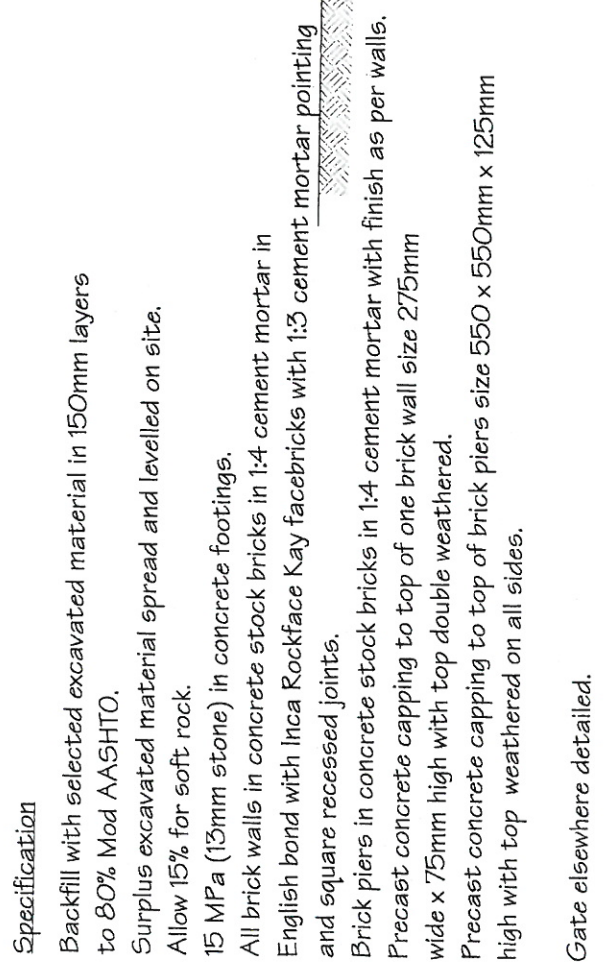 Specification
Backfill with selected excavated material in 150mm layers
to 80% Mod AASHTO.
Surplus excavated material spread and levelled on site.
Allow 15% for soft rock.
15 MPa (13mm stone) in concrete footings.
All brick walls in concrete stock bricks in 1:4 cement mortar in
English bond with Inca Rockface Kay facebricks with 1:3 cement mortar pointing
and square recessed joints.
Brick piers in concrete stock bricks in 1:4 cement mortar with finish as per walls.
Precast concrete capping to top of one brick wall size 275mm
wide x 75mm high with top double weathered.
Precast concrete capping to top of brick piers size 550 x 550mm x 125mm
high with top weathered on all sides.
Gate elsewhere detailed.